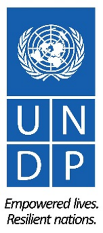 U N
D P
Empowered lives.
Resilient nations.